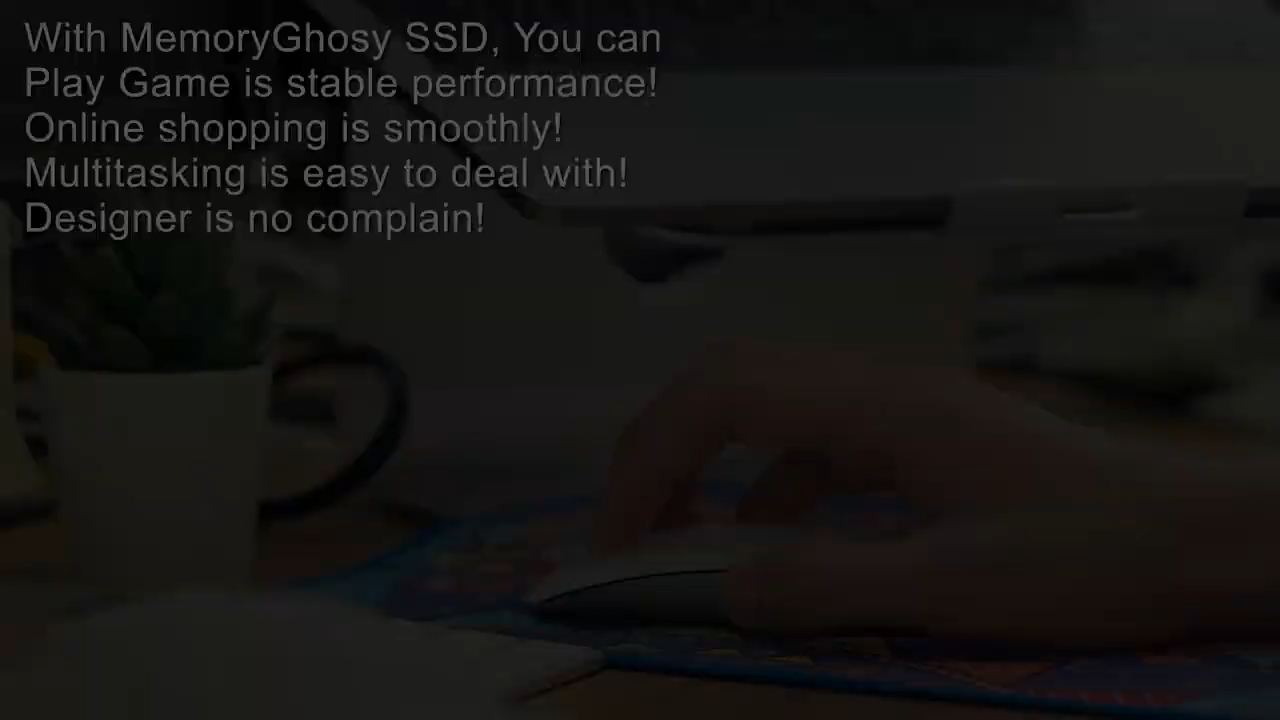 With MemoryGhosy SSD, You can
Play Game is stable performance!
Online shopping is smoothly!
Multitasking is easy to deal with!
Designer is no complain!